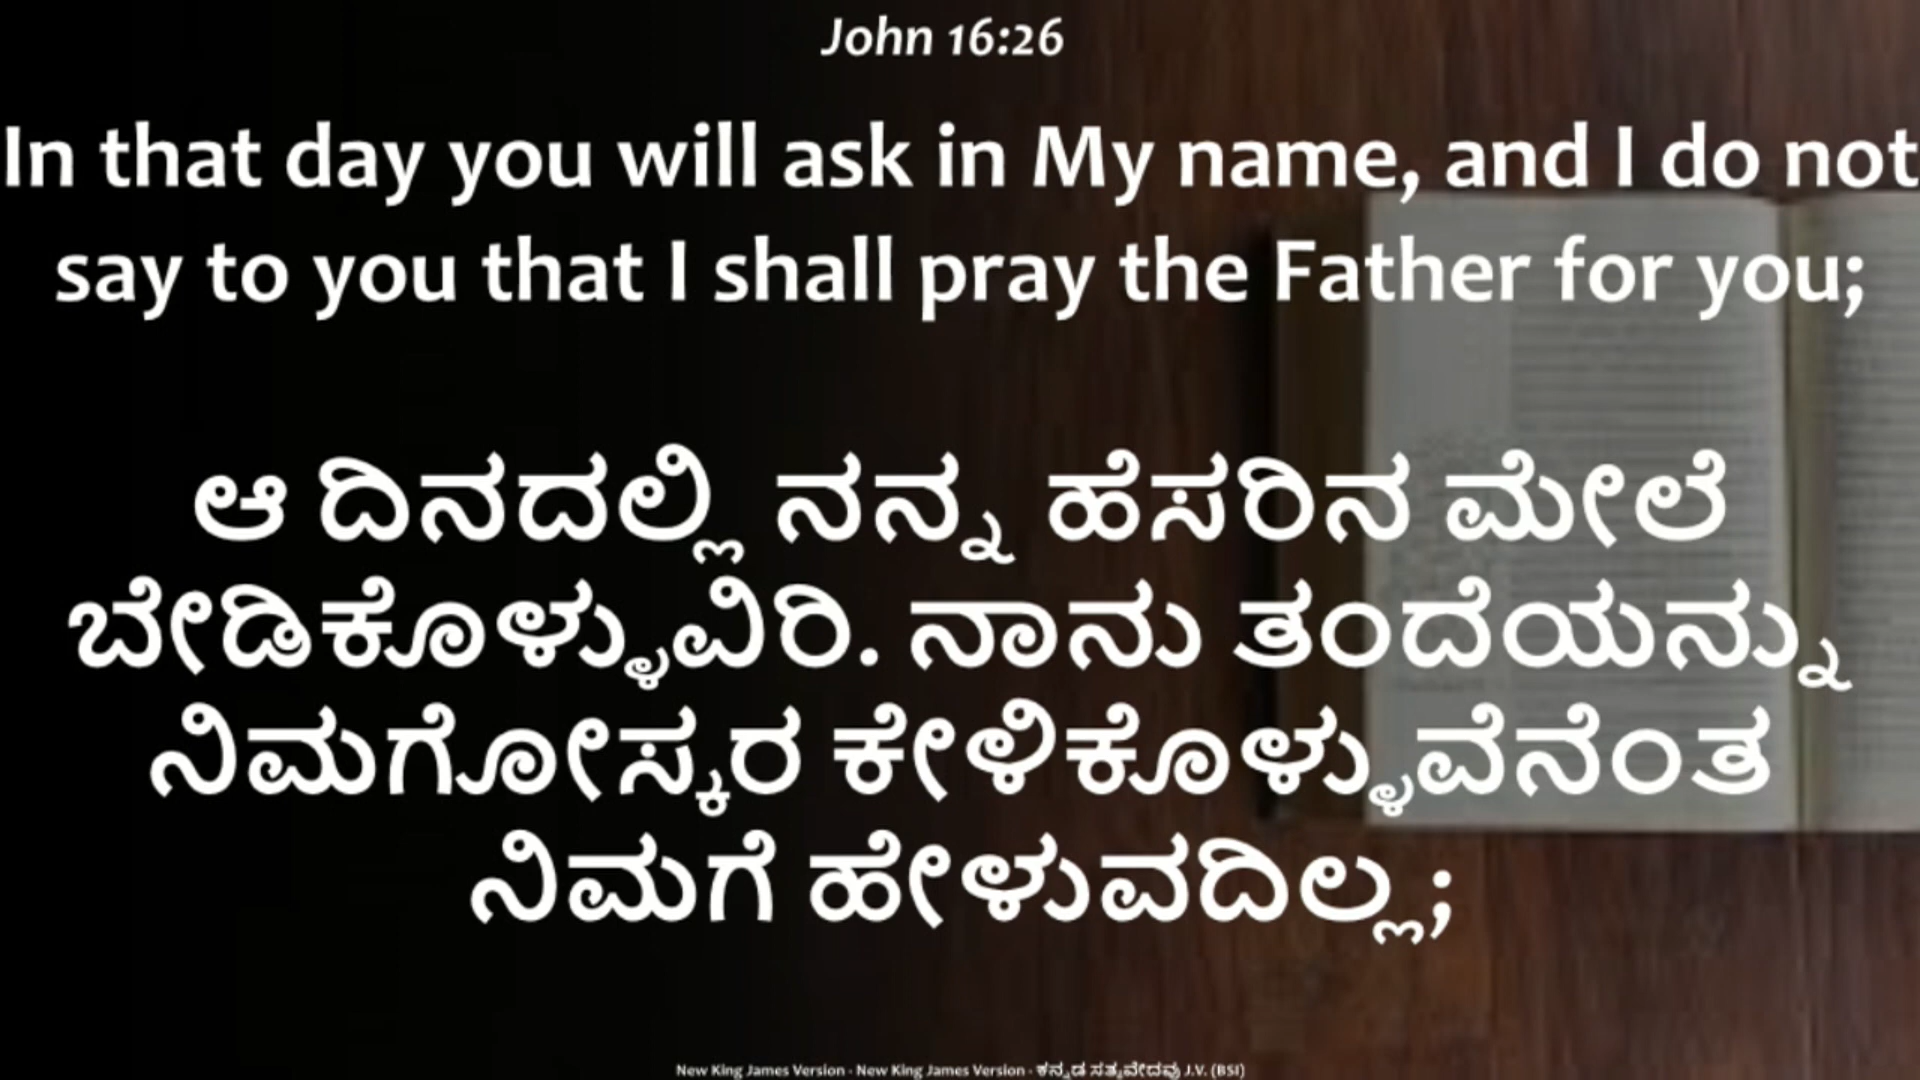 John 16:26
In that day you will ask in My name, and I do not
say to you that I shall pray the Father for you;
ಆ ದಿನದಲ್ಲಿ ನನ್ನ ಹೆಸರಿನ ಮೇಲೆ
ಬೇಡಿಕೊಳ್ಳುವಿರಿ. ನಾನು ತಂದೆಯನ್ನು
ನಿಮಗೋಸ್ಕರ ಕೇಳಿಕೊಳ್ಳುವೆನೆಂತ
ನಿಮಗೆ ಹೇಳುವದಿಲ್ಲ;
New King James Version - New King James Version - ಕನ್ನಡ ಸತ್ಯವೇದವು J.V. (BSI)